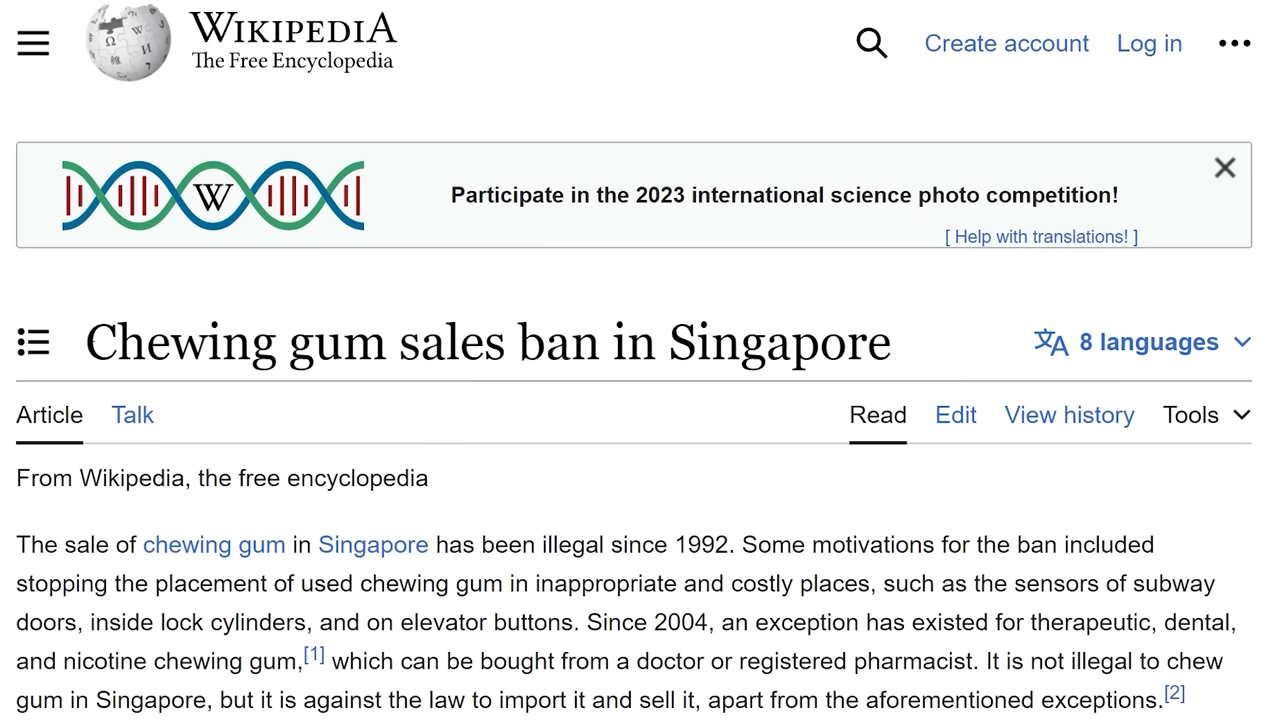 WIKIPEDIA
The Free Encyclopedia
Create account Log in
W
Participate in the 2023 international science photo competition!
[ Help with translations! ]
Chewing gum sales ban in Singapore
8 languages
Article Talk Read Edit View history Tools
From Wikipedia, the free encyclopedia
The sale of chewing gum in Singapore has been illegal since 1992. Some motivations for the ban included
stopping the placement of used chewing gum in inappropriate and costly places, such as the sensors of subway
doors, inside lock cylinders, and on elevator buttons. Since 2004, an exception has existed for therapeutic, dental,
and nicotine chewing gum,[1] which can be bought from a doctor or registered pharmacist. It is not illegal to chew
gum in Singapore, but it is against the law to import it and sell it, apart from the aforementioned exceptions.[2]